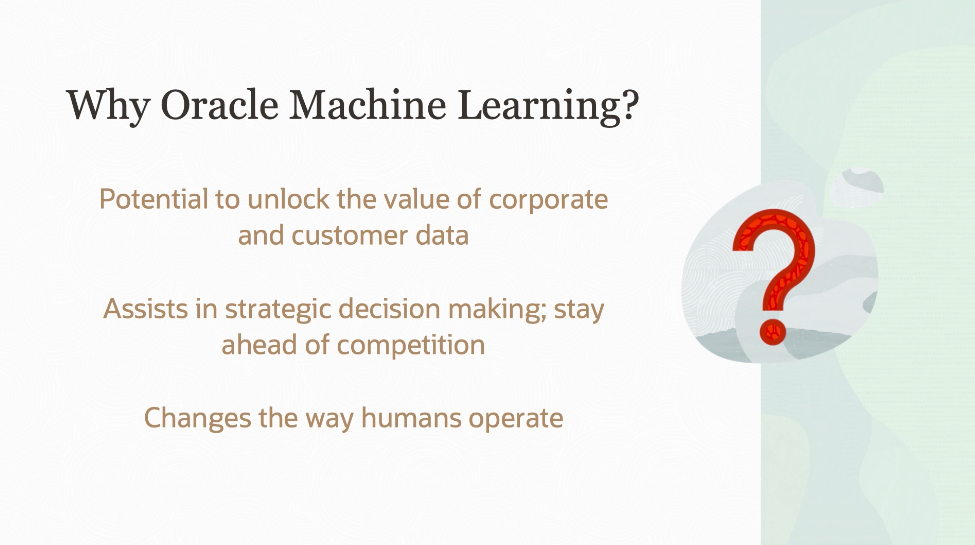 Why Oracle Machine Learning?
Potential to unlock the value of corporate
and customer data
Assists in strategic decision making; stay
ahead of competition
Changes the way humans operate
?